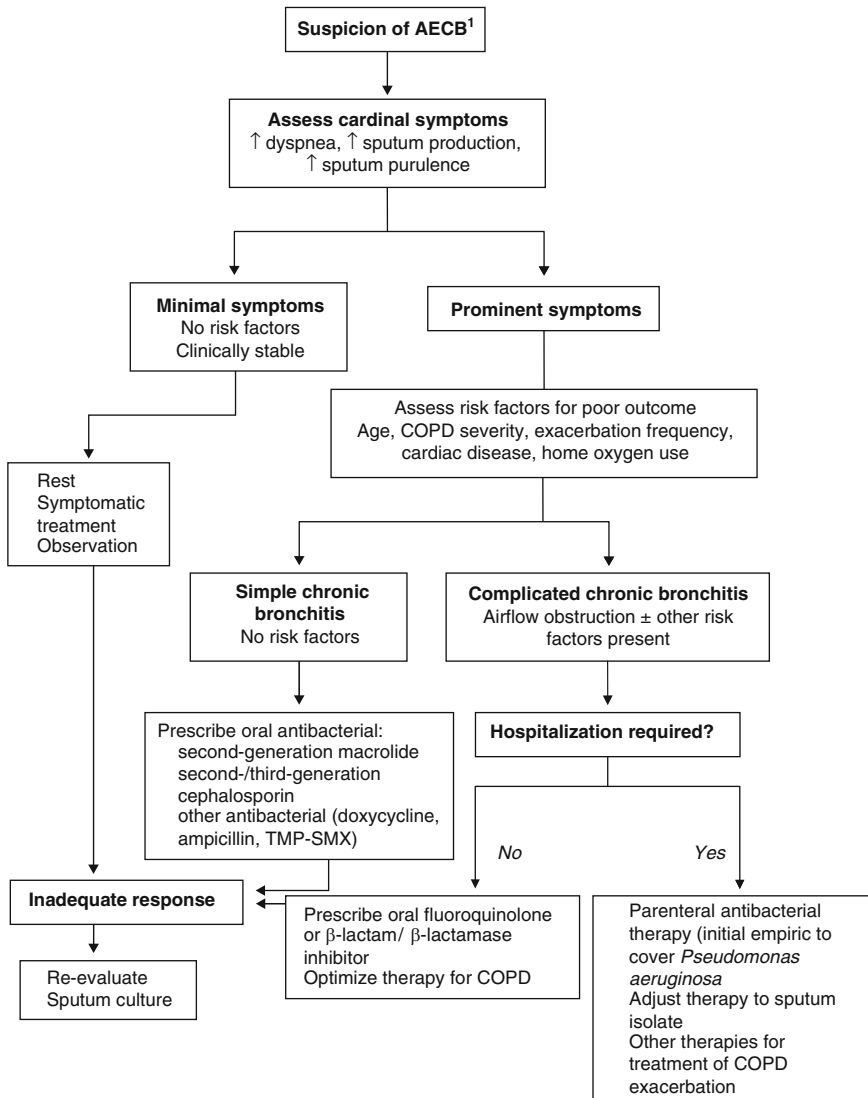 Suspicion of AECB¹
Assess cardinal symptoms
↑ dyspnea, ↑ sputum production,
↑ sputum purulence
Minimal symptoms
No risk factors
Clinically stable
Prominent symptoms
Assess risk factors for poor outcome
Age, COPD severity, exacerbation frequency,
cardiac disease, home oxygen use
Rest
Symptomatic
treatment
Observation
Simple chronic
bronchitis
No risk factors
Complicated chronic bronchitis
Airflow obstruction ± other risk
factors present
Prescribe oral antibacterial:
second-generation macrolide
second-/third-generation
cephalosporin
other antibacterial (doxycycline,
ampicillin, TMP-SMX)
Hospitalization required?
No
Yes
Inadequate response
Re-evaluate
Sputum culture
Prescribe oral fluoroquinolone
or β-lactam/ β-lactamase
inhibitor
Optimize therapy for COPD
Parenteral antibacterial
therapy (initial empiric to
cover Pseudomonas
aeruginosa
Adjust therapy to sputum
isolate
Other therapies for
treatment of COPD
exacerbation